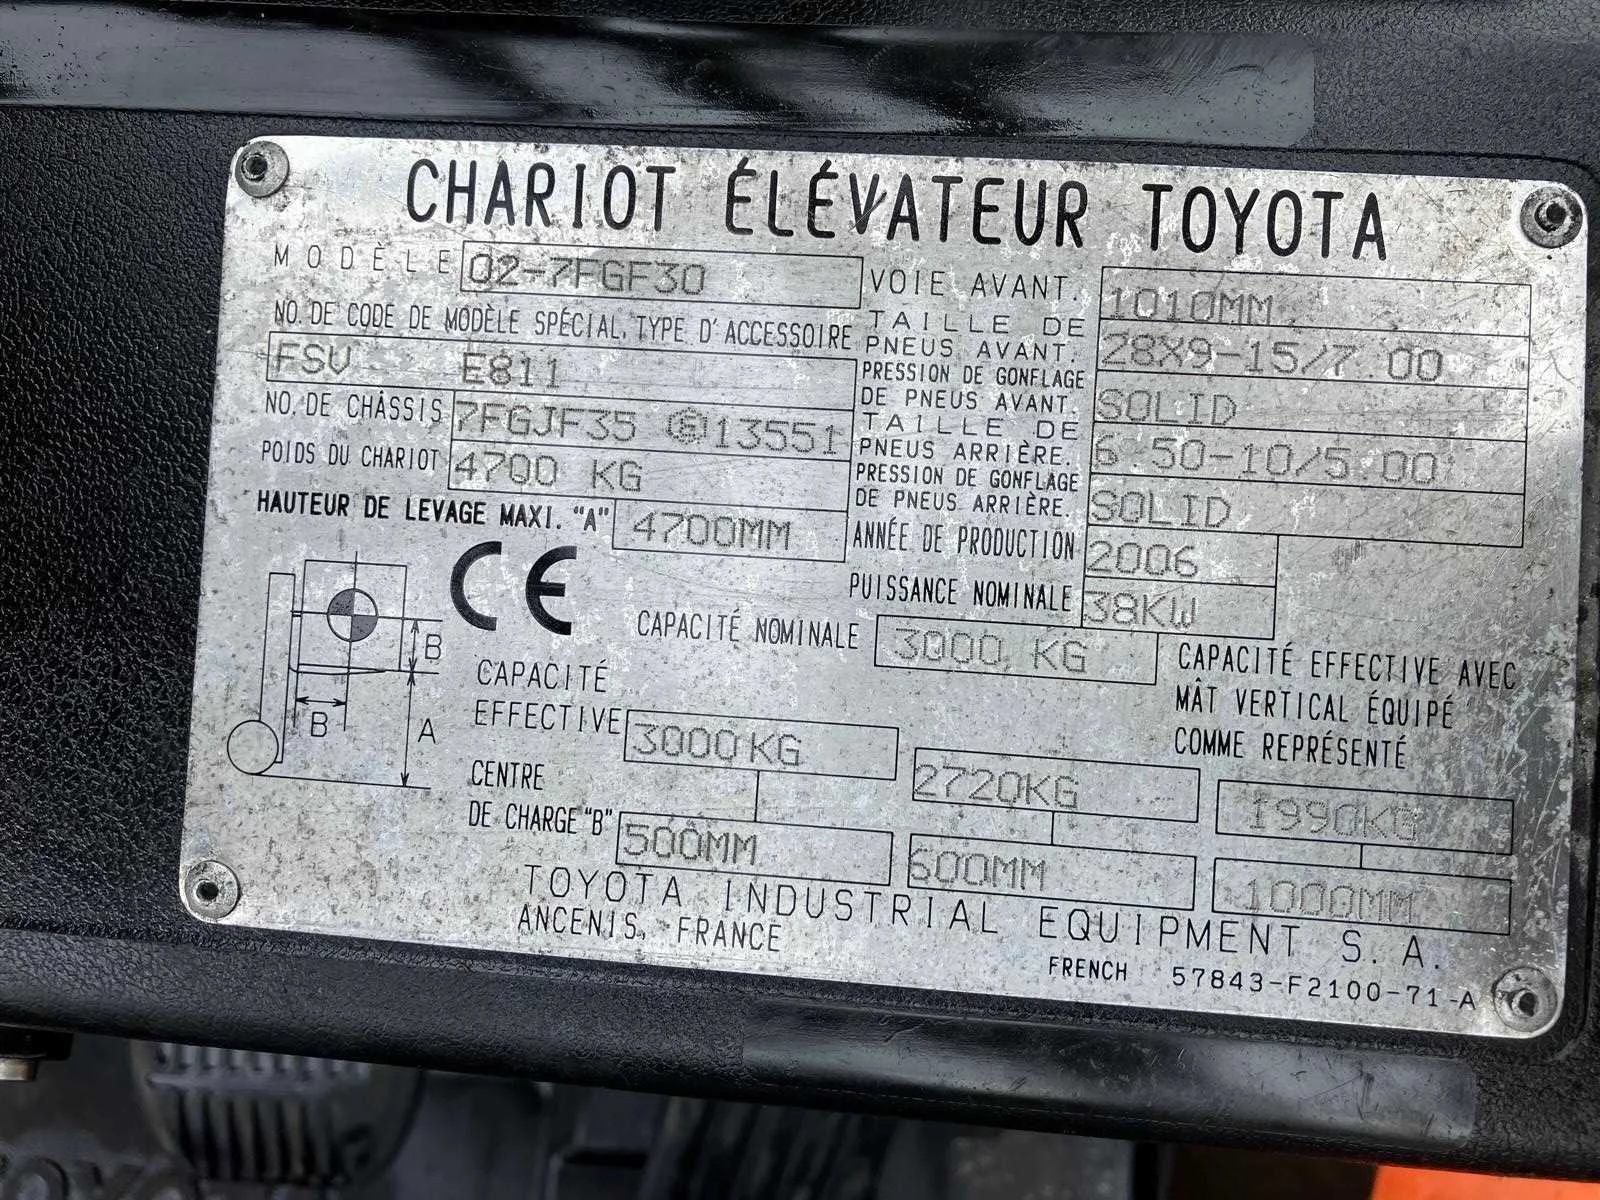 CHARIOT ÉLÉVATEUR TOYOTA
MODÈLE 02-7FGF30
NO. DE CODE DE MODÈLE SPÉCIAL, TYPE D'ACCESSOIRE
FSV E811
NO. DE CHÂSSIS 7FGJF35 E 13551
POIDS DU CHARIOT 4700 KG
HAUTEUR DE LEVAGE MAXI. "A" 4700MM
VOIE AVANT. 1010MM
TAILLE DE
PNEUS AVANT. 28X9-15/7.00
PRESSION DE GONFLAGE
DE PNEUS AVANT. SOLID
TAILLE DE
PNEUS ARRIÈRE. 6.50-10/5.00
PRESSION DE GONFLAGE
DE PNEUS ARRIÈRE. SOLID
ANNÉE DE PRODUCTION 2006
PUISSANCE NOMINALE 38KW
CE
B
B
A
CAPACITÉ NOMINALE 3000 KG
CAPACITÉ EFFECTIVE AVEC
MÂT VERTICAL ÉQUIPÉ
COMME REPRÉSENTÉ
CAPACITÉ
EFFECTIVE 3000KG 2720KG 1990KG
CENTRE
DE CHARGE "B" 500MM 600MM 1000MM
TOYOTA INDUSTRIAL EQUIPMENT S. A.
ANCENIS, FRANCE
FRENCH 57843-F2100-71-A